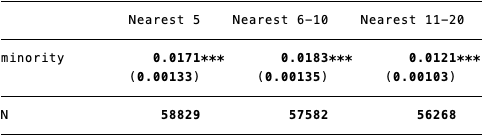 Nearest 5 Nearest 6-10 Nearest 11-20
minority 0.0171*** 0.0183*** 0.0121***
(0.00133) (0.00135) (0.00103)
N 58829 57582 56268